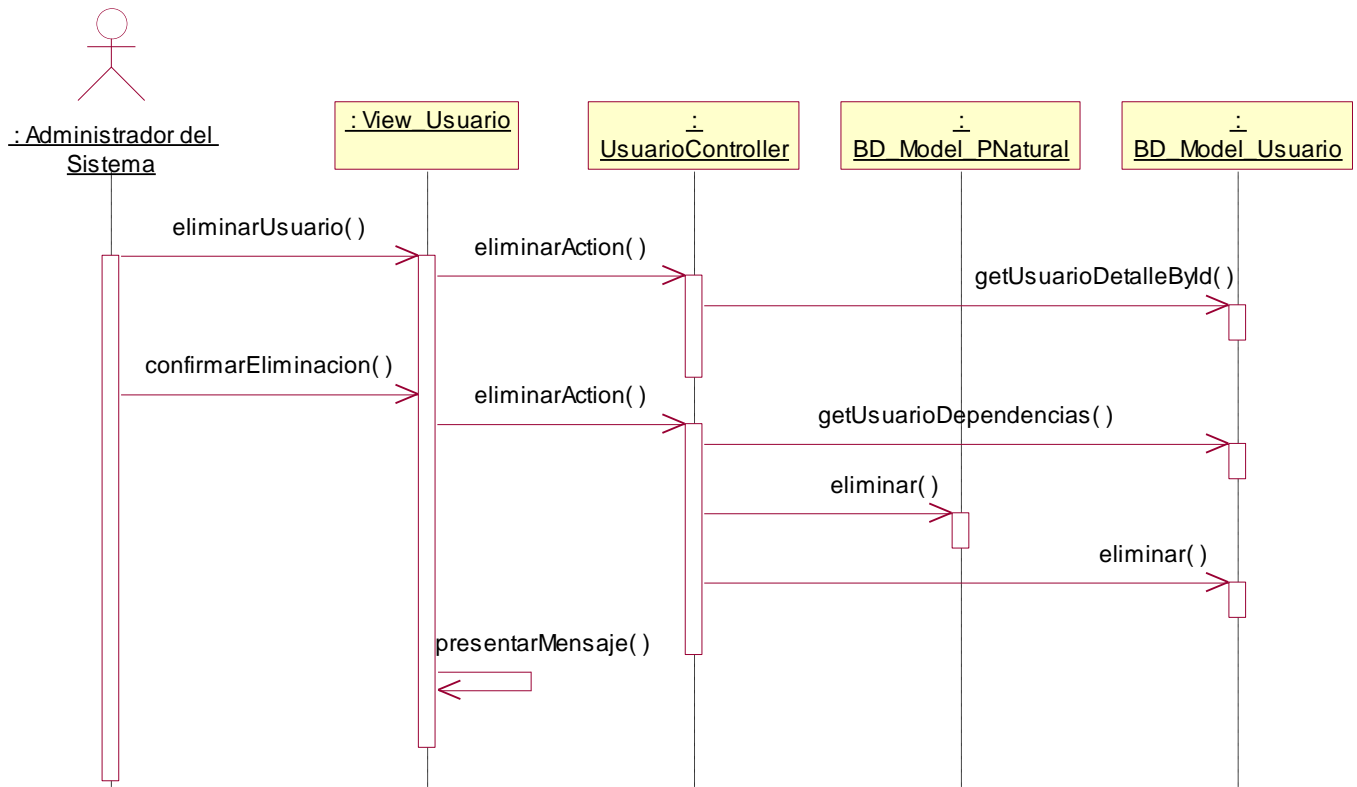 : Administrador del
Sistema
: View_Usuario
:
UsuarioController
:
BD_Model_PNatural
:
BD_Model_Usuario
eliminarUsuario( )
eliminarAction( )
getUsuarioDetalleById( )
confirmarEliminacion( )
eliminarAction( )
getUsuarioDependencias( )
eliminar( )
eliminar( )
presentarMensaje( )